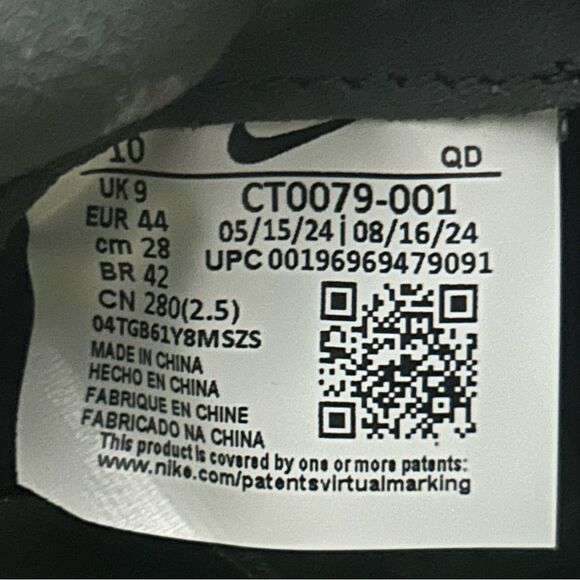 10
QD
UK 9
CT0079-001
EUR 44
05/15/24 | 08/16/24
cm 28
UPC 00196969479091
BR 42
CN 280(2.5)
04TGB61Y8MSZS
MADE IN CHINA
HECHO EN CHINA
FABRIQUE EN CHINE
FABRICADO NA CHINA
This product is covered by one or more patents:
www.nike.com/patentsvirtualmarking